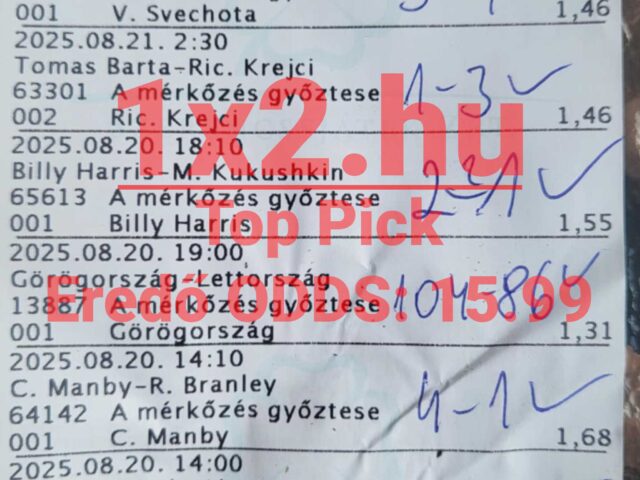 001 V. Svechota 1,46
2025.08.21. 2:30
Tomas Barta-Ric. Krejci
63301 A mérkőzés győztese 1-3 ✓
002 Ric. Krejci 1,46
2025.08.20. 18:10
Billy Harris-M. Kukushkin
65613 A mérkőzés győztese 2-1 ✓
001 Billy Harris 1,55
2025.08.20. 19:00
Görögország-Lettország
13887 A mérkőzés győztese 104-86 ✓
001 Görögország 1,31
2025.08.20. 14:10
C. Manby-R. Branley
64142 A mérkőzés győztese 4-1 ✓
001 C. Manby 1,68
2025.08.20. 14:00
1x2.hu
Top Pick
Eredő ODDS: 15.99